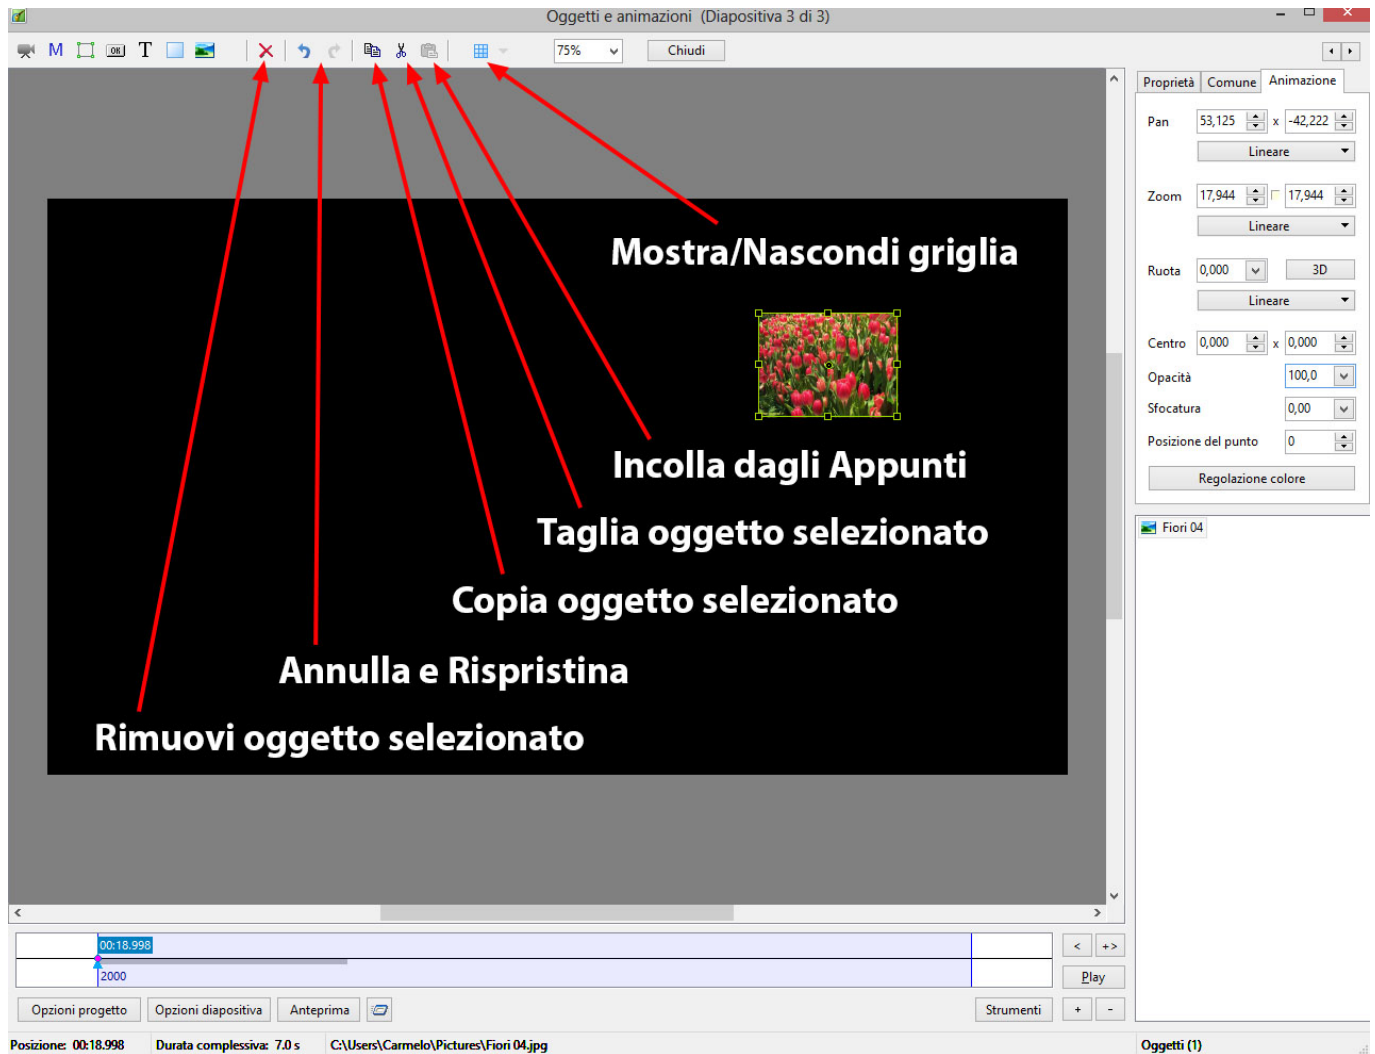 Oggetti e animazioni (Diapositiva 3 di 3)
M OK T 75% Chiudi
Proprietà Comune Animazione
Pan 53,125 x -42,222
Lineare
Zoom 17,944 17,944
Lineare
Ruota 0,000 3D
Lineare
Centro 0,000 x 0,000
Opacità 100,0
Sfocatura 0,00
Posizione del punto 0
Regolazione colore
Fiori 04
Mostra/Nascondi griglia
Incolla dagli Appunti
Taglia oggetto selezionato
Copia oggetto selezionato
Annulla e Rispristina
Rimuovi oggetto selezionato
00:18.998
2000
< +>
Play
Opzioni progetto Opzioni diapositiva Anteprima Strumenti + -
Posizione: 00:18.998 Durata complessiva: 7.0 s C:\Users\Carmelo\Pictures\Fiori 04.jpg Oggetti (1)